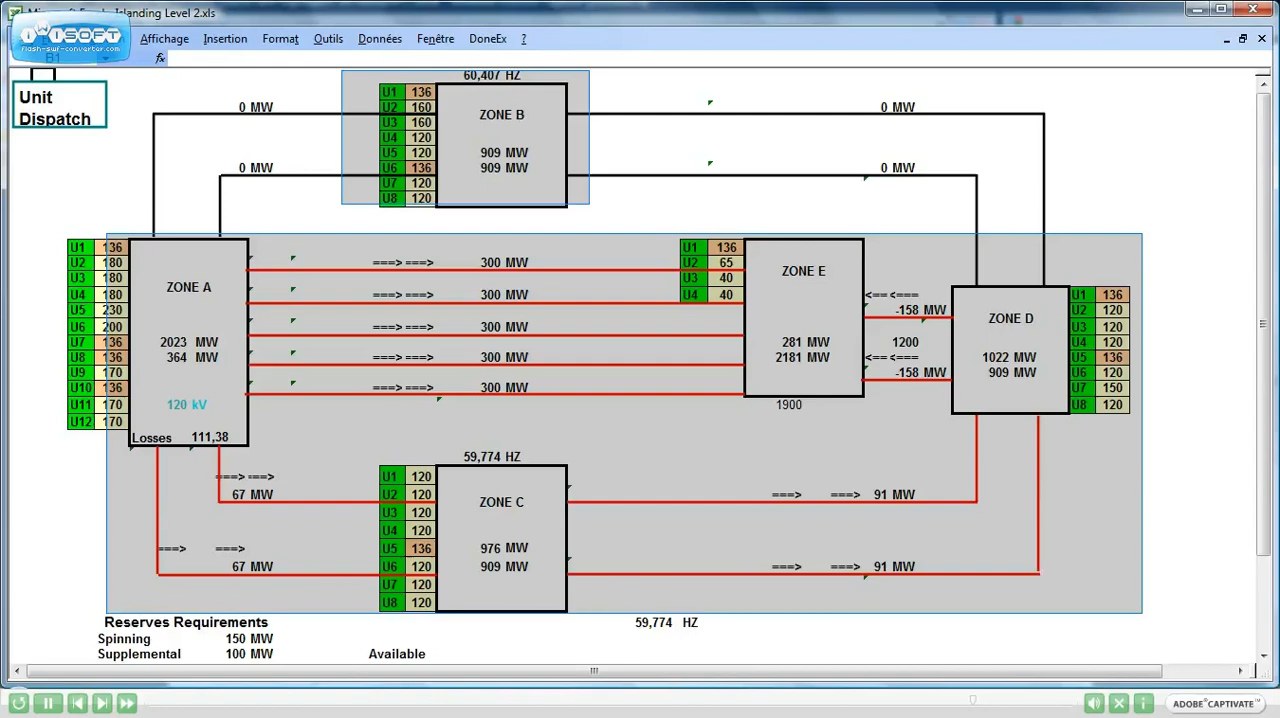 Islanding Level 2.xls
iWiSOFT
flash-swf-converter.com
Affichage Insertion Format Outils Données Fenêtre DoneEx ?
B1 fx
Unit
Dispatch
60,407 HZ
U1 136
U2 160
U3 160
U4 120
U5 120
U6 136
U7 120
U8 120
ZONE B
909 MW
909 MW
0 MW 0 MW
0 MW 0 MW
U1 136
U2 180
U3 180
U4 180
U5 230
U6 200
U7 136
U8 136
U9 170
U10 136
U11 170
U12 170
ZONE A
2023 MW
364 MW
120 kV
Losses 111,38
===> ===> 300 MW
===> ===> 300 MW
===> ===> 300 MW
===> ===> 300 MW
===> ===> 300 MW
U1 136
U2 65
U3 40
U4 40
ZONE E
281 MW
2181 MW
1900
<== <===
-158 MW
1200
<== <===
-158 MW
ZONE D
1022 MW
909 MW
U1 136
U2 120
U3 120
U4 120
U5 136
U6 120
U7 150
U8 120
59,774 HZ
U1 120
U2 120
U3 120
U4 120
U5 136
U6 120
U7 120
U8 120
ZONE C
976 MW
909 MW
===> ===>
67 MW
===> ===>
67 MW
===> ===> 91 MW
===> ===> 91 MW
Reserves Requirements 59,774 HZ
Spinning 150 MW
Supplemental 100 MW Available
ADOBE® CAPTIVATE™